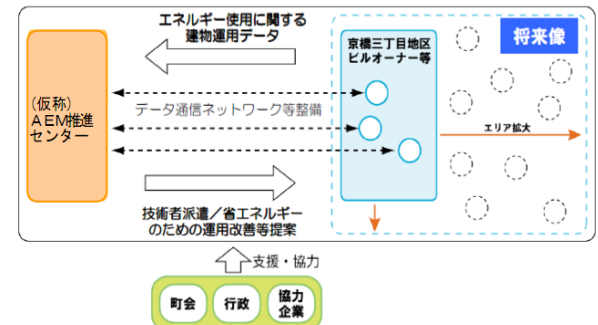 エネルギー使用に関する
建物運用データ
京橋三丁目地区
ビルオーナー等
将来像
(仮称)
AEM推進
センター
データ通信ネットワーク等整備
エリア拡大
技術者派遣/省エネルギー
のための運用改善等提案
支援・協力
町会
行政
協力
企業